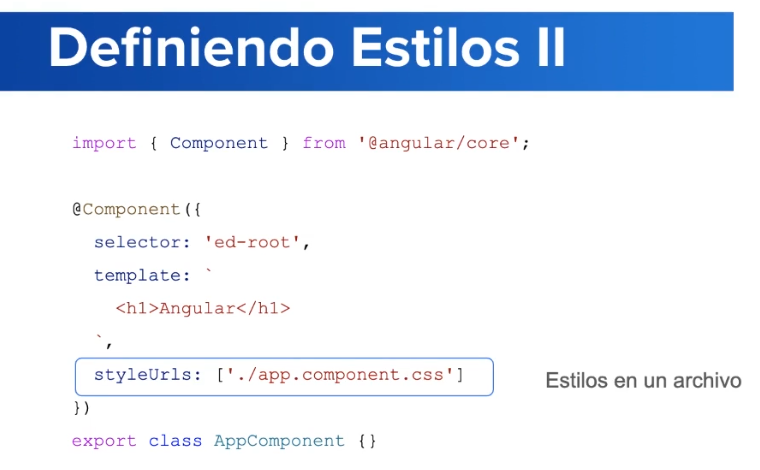 Definiendo Estilos II
import { Component } from '@angular/core';
@Component({
  selector: 'ed-root',
  template: `
    <h1>Angular</h1>
  `,
  styleUrls: ['./app.component.css']
Estilos en un archivo
})
export class AppComponent {}